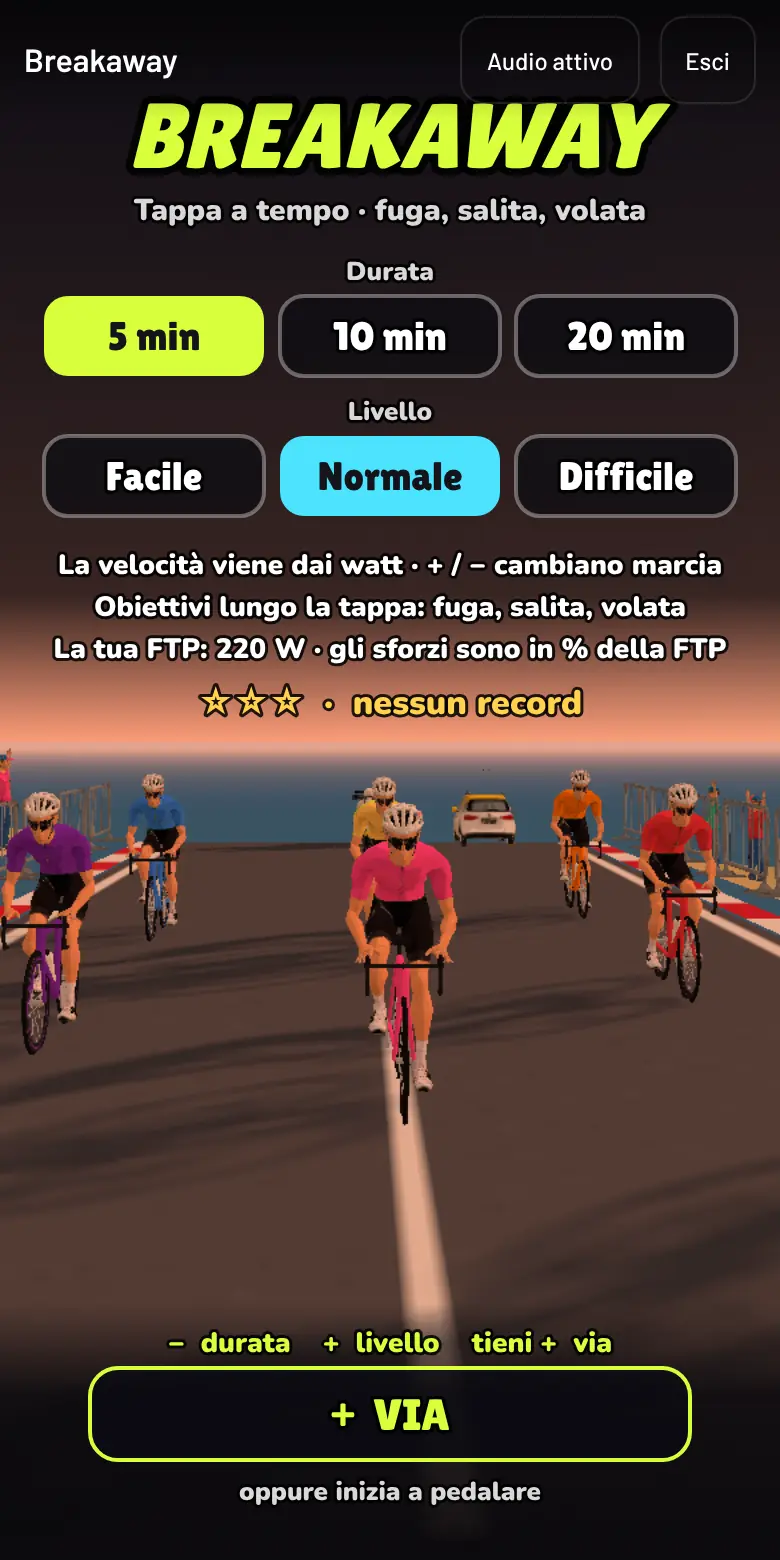 Breakaway
Audio attivo
Esci
BREAKAWAY
Tappa a tempo · fuga, salita, volata
Durata
5 min
10 min
20 min
Livello
Facile
Normale
Difficile
La velocità viene dai watt · + / − cambiano marcia
Obiettivi lungo la tappa: fuga, salita, volata
La tua FTP: 220 W · gli sforzi sono in % della FTP
☆☆☆ · nessun record
− durata + livello tieni + via
+ VIA
oppure inizia a pedalare